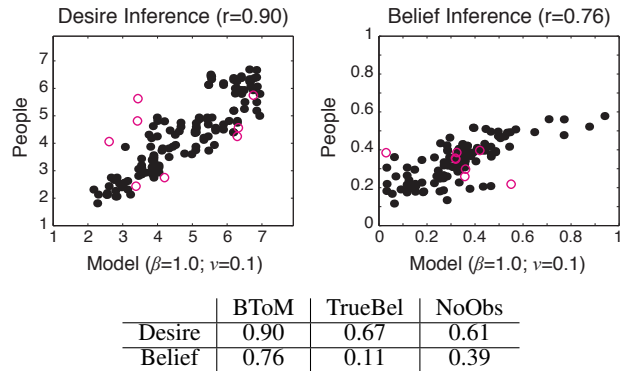 Desire Inference (r=0.90)
7
6
5
4
3
2
1
People
1 2 3 4 5 6 7
Model (β=1.0; ν=0.1)
Belief Inference (r=0.76)
1
0.8
0.6
0.4
0.2
0
People
0 0.2 0.4 0.6 0.8 1
Model (β=1.0; ν=0.1)
BToM TrueBel NoObs
Desire 0.90 0.67 0.61
Belief 0.76 0.11 0.39